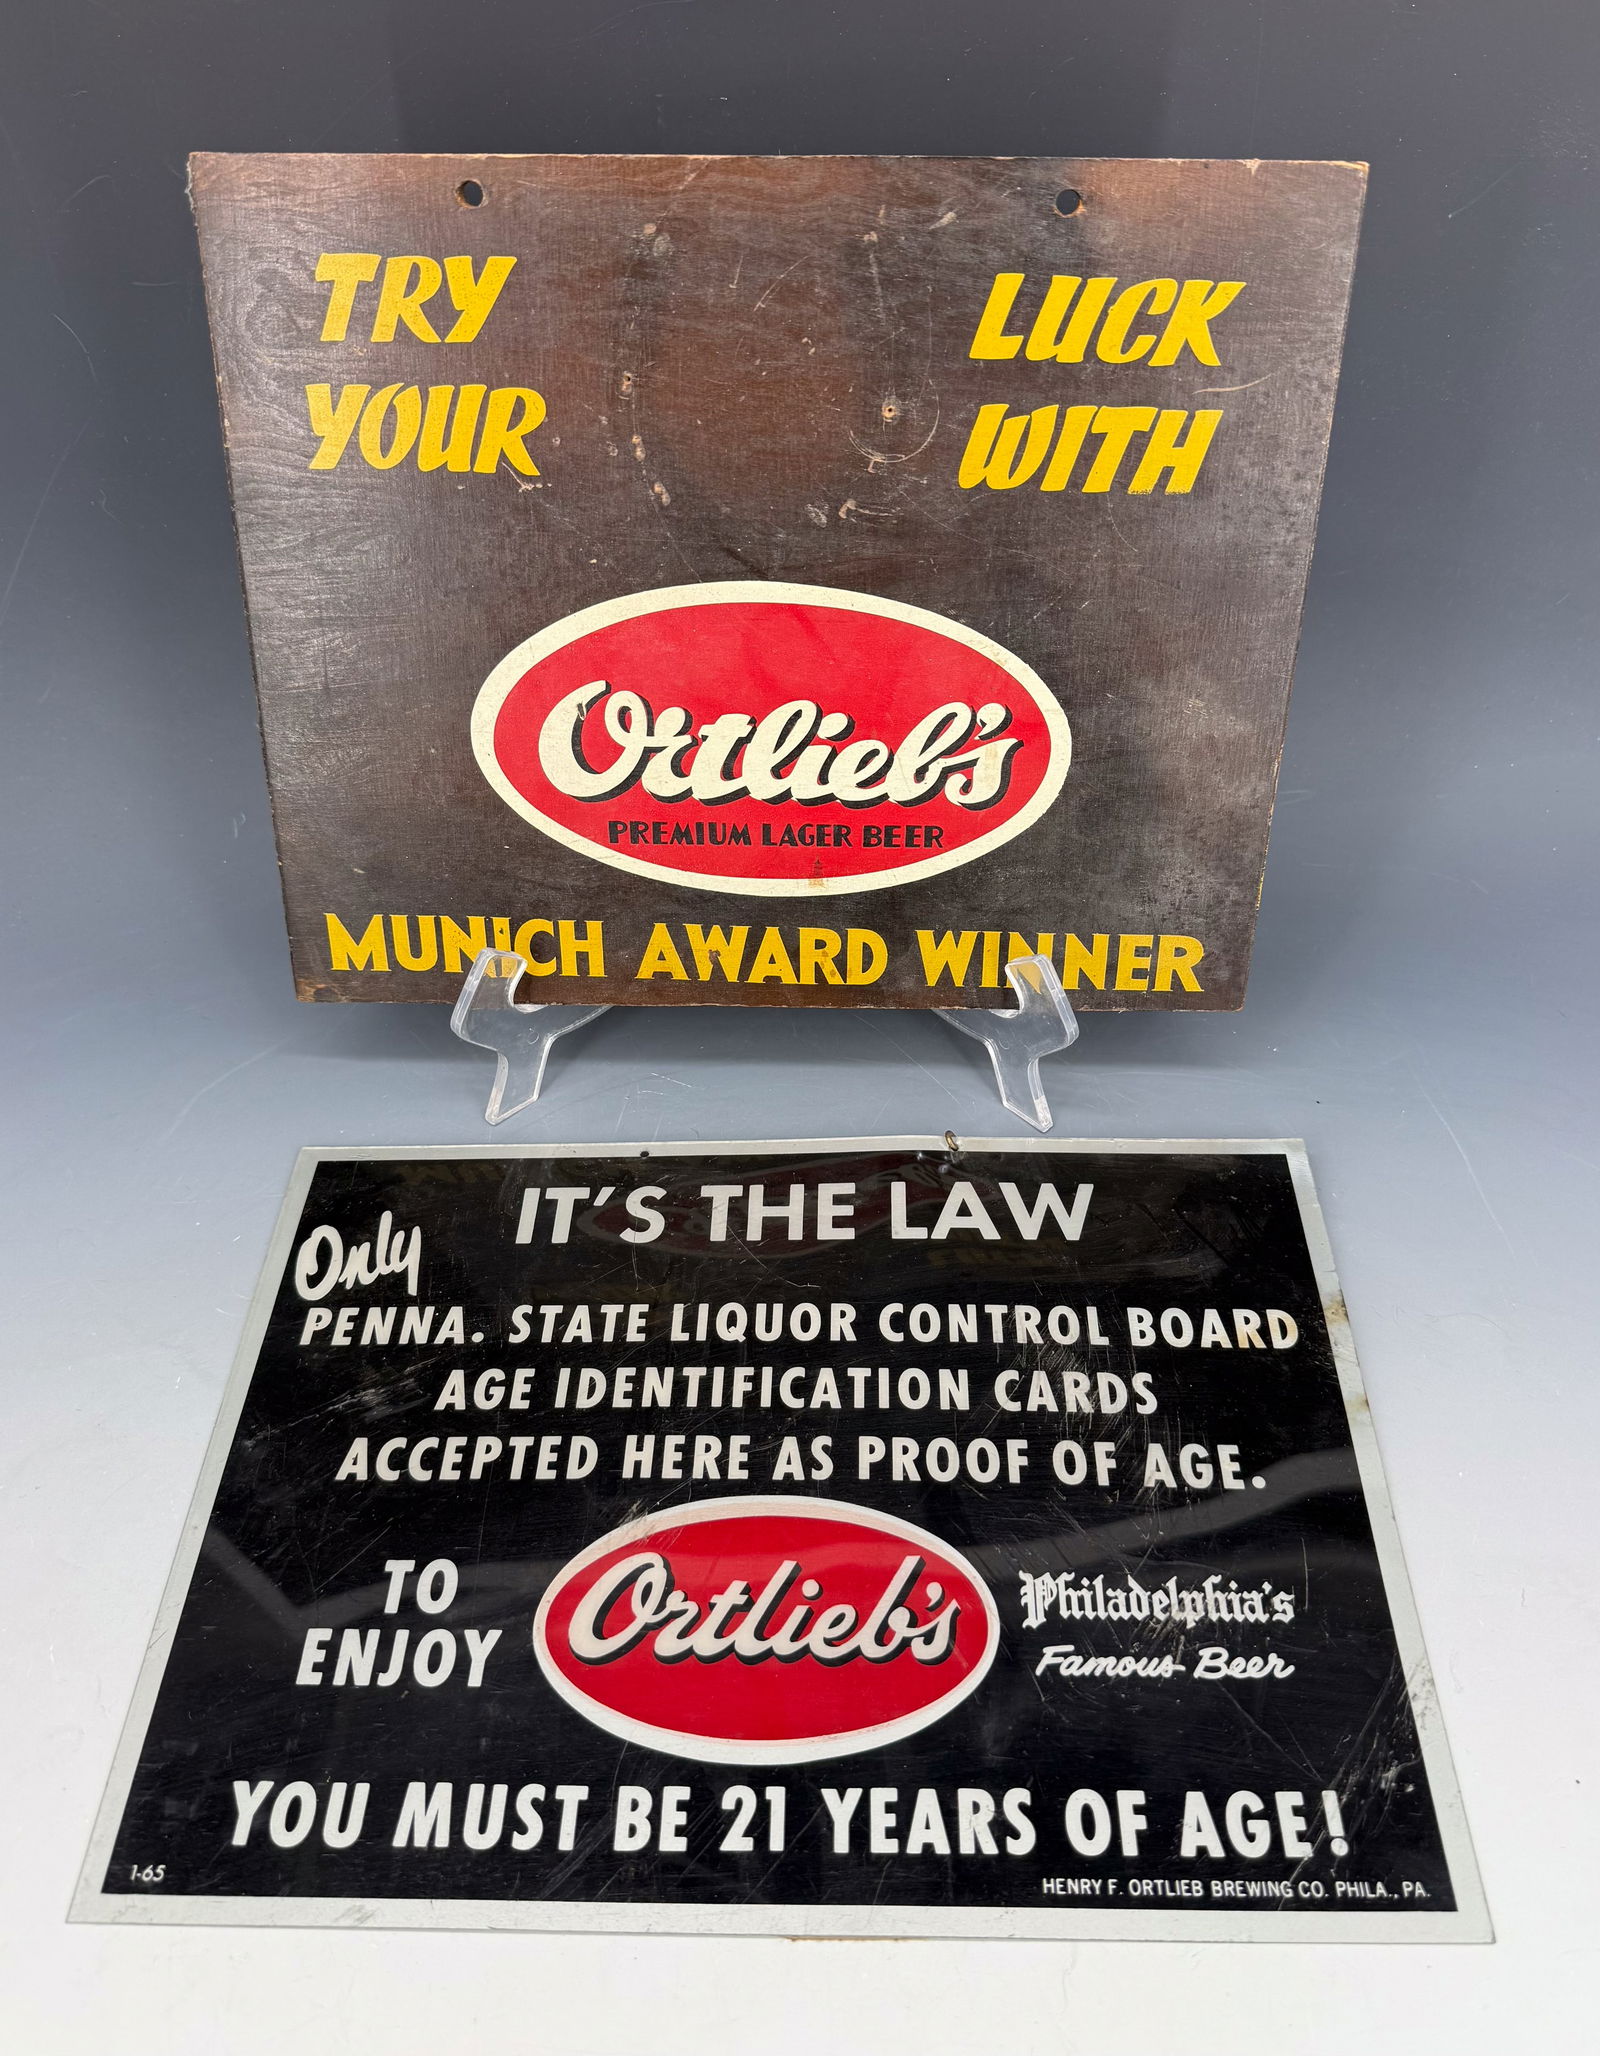 TRY
YOUR
LUCK
WITH
Ortlieb's
PREMIUM LAGER BEER
MUNICH AWARD WINNER
IT'S THE LAW
Only
PENNA. STATE LIQUOR CONTROL BOARD
AGE IDENTIFICATION CARDS
ACCEPTED HERE AS PROOF OF AGE.
TO
ENJOY
Ortlieb's
Philadelphia's
Famous Beer
YOU MUST BE 21 YEARS OF AGE!
1-65
HENRY F. ORTLIEB BREWING CO. PHILA., PA.